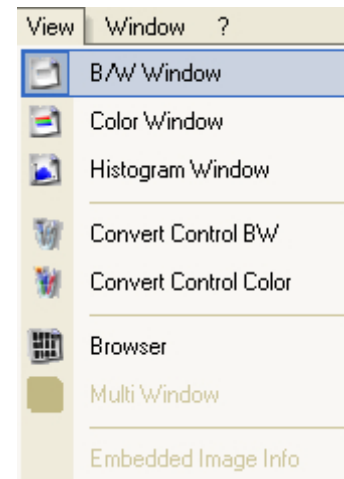 View Window ?
B/W Window
Color Window
Histogram Window
Convert Control BW
Convert Control Color
Browser
Multi Window
Embedded Image Info